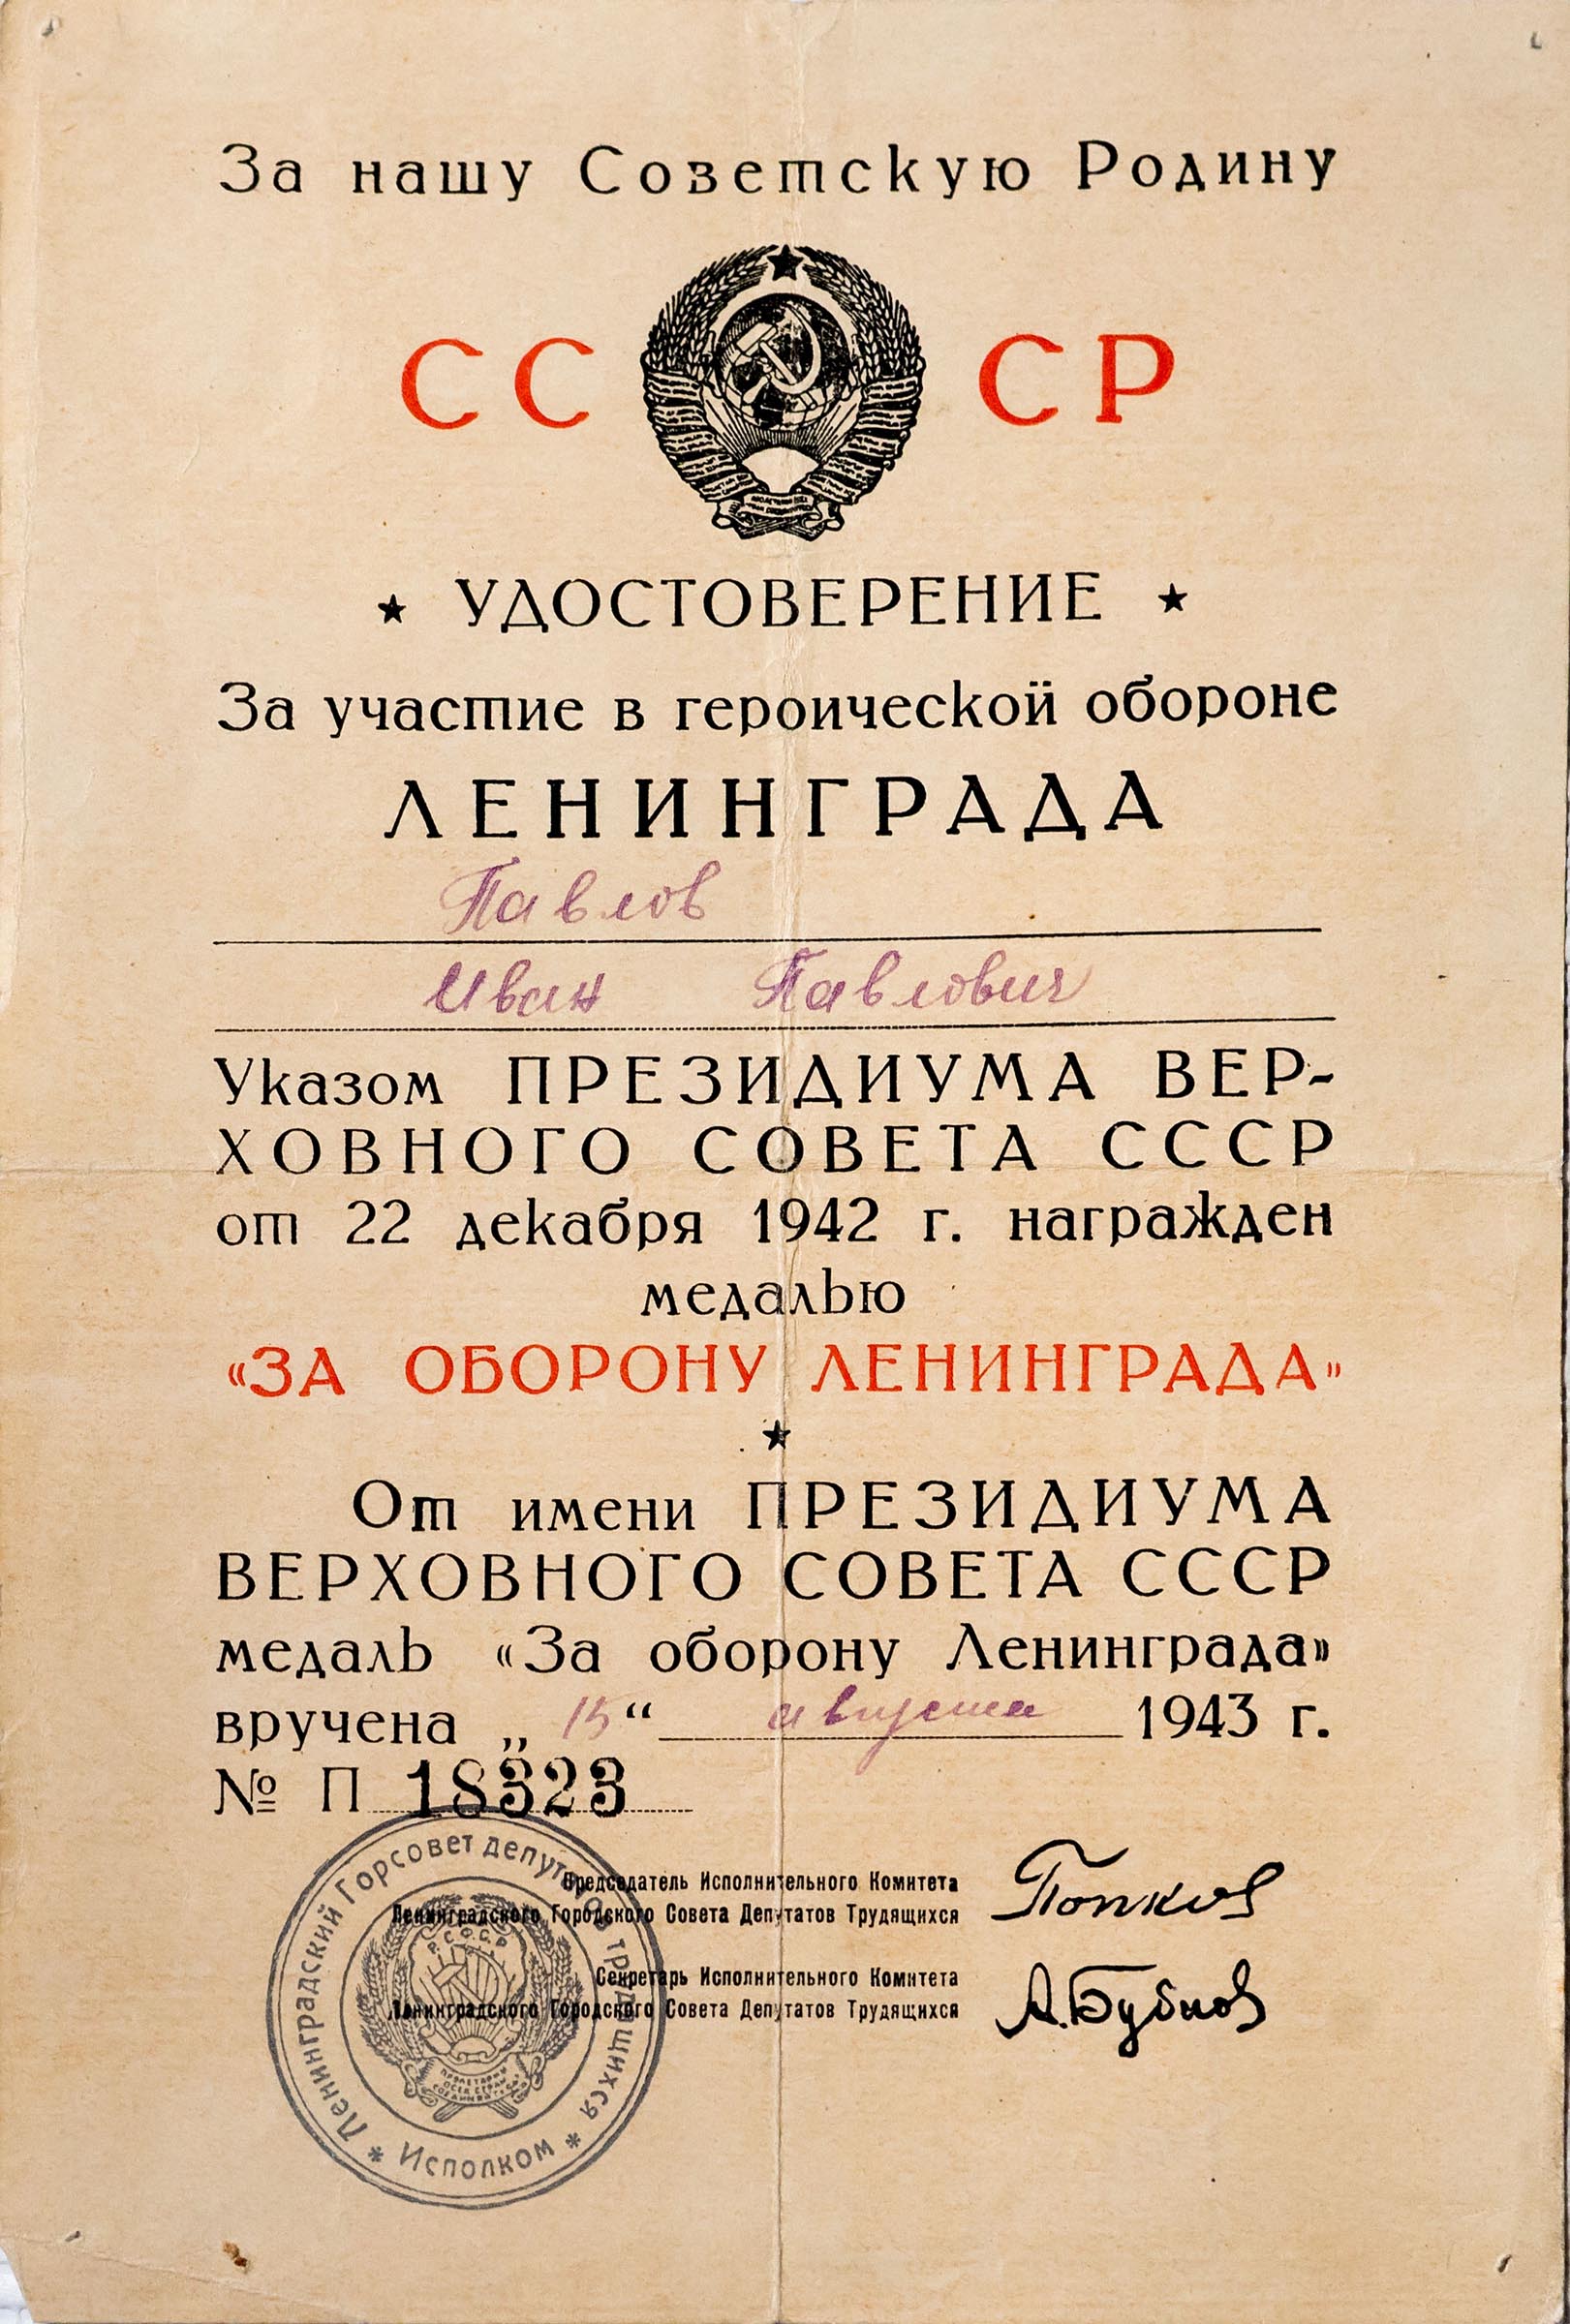 За нашу Советскую Родину
СС СР
★ УДОСТОВЕРЕНИЕ ★
За участие в героической обороне
ЛЕНИНГРАДА
Павлов
Иван Павлович
Указом ПРЕЗИДИУМА ВЕР-
ХОВНОГО СОВЕТА СССР
от 22 декабря 1942 г. награжден
медалью
«ЗА ОБОРОНУ ЛЕНИНГРАДА»
★
От имени ПРЕЗИДИУМА
ВЕРХОВНОГО СОВЕТА СССР
медаль «За оборону Ленинграда»
вручена „15“ августа 1943 г.
№ П 18323
Председатель Исполнительного Комитета
Ленинградского Городского Совета Депутатов Трудящихся
Попков
Секретарь Исполнительного Комитета
Ленинградского Городского Совета Депутатов Трудящихся
А.Бубнов
Ленинградский Горсовет депутатов трудящихся
* Исполком *
Р.С.Ф.С.Р.